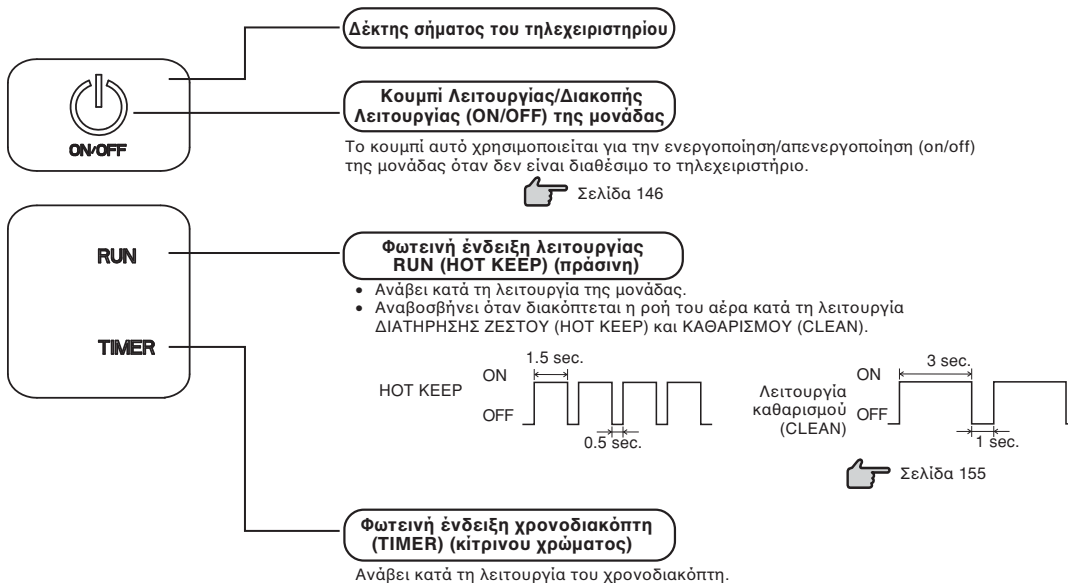 Δέκτης σήματος του τηλεχειριστηρίου
Κουμπί Λειτουργίας/Διακοπής
Λειτουργίας (ON/OFF) της μονάδας
ON/OFF
Το κουμπί αυτό χρησιμοποιείται για την ενεργοποίηση/απενεργοποίηση (on/off)
της μονάδας όταν δεν είναι διαθέσιμο το τηλεχειριστήριο.
Σελίδα 146
RUN
Φωτεινή ένδειξη λειτουργίας
RUN (HOT KEEP) (πράσινη)
• Ανάβει κατά τη λειτουργία της μονάδας.
• Αναβοσβήνει όταν διακόπτεται η ροή του αέρα κατά τη λειτουργία
ΔΙΑΤΗΡΗΣΗΣ ΖΕΣΤΟΥ (HOT KEEP) και ΚΑΘΑΡΙΣΜΟΥ (CLEAN).
TIMER
HOT KEEP
ON
OFF
1.5 sec.
0.5 sec.
Λειτουργία
καθαρισμού
(CLEAN)
ON
OFF
3 sec.
1 sec.
Σελίδα 155
Φωτεινή ένδειξη χρονοδιακόπτη
(TIMER) (κίτρινου χρώματος)
Ανάβει κατά τη λειτουργία του χρονοδιακόπτη.